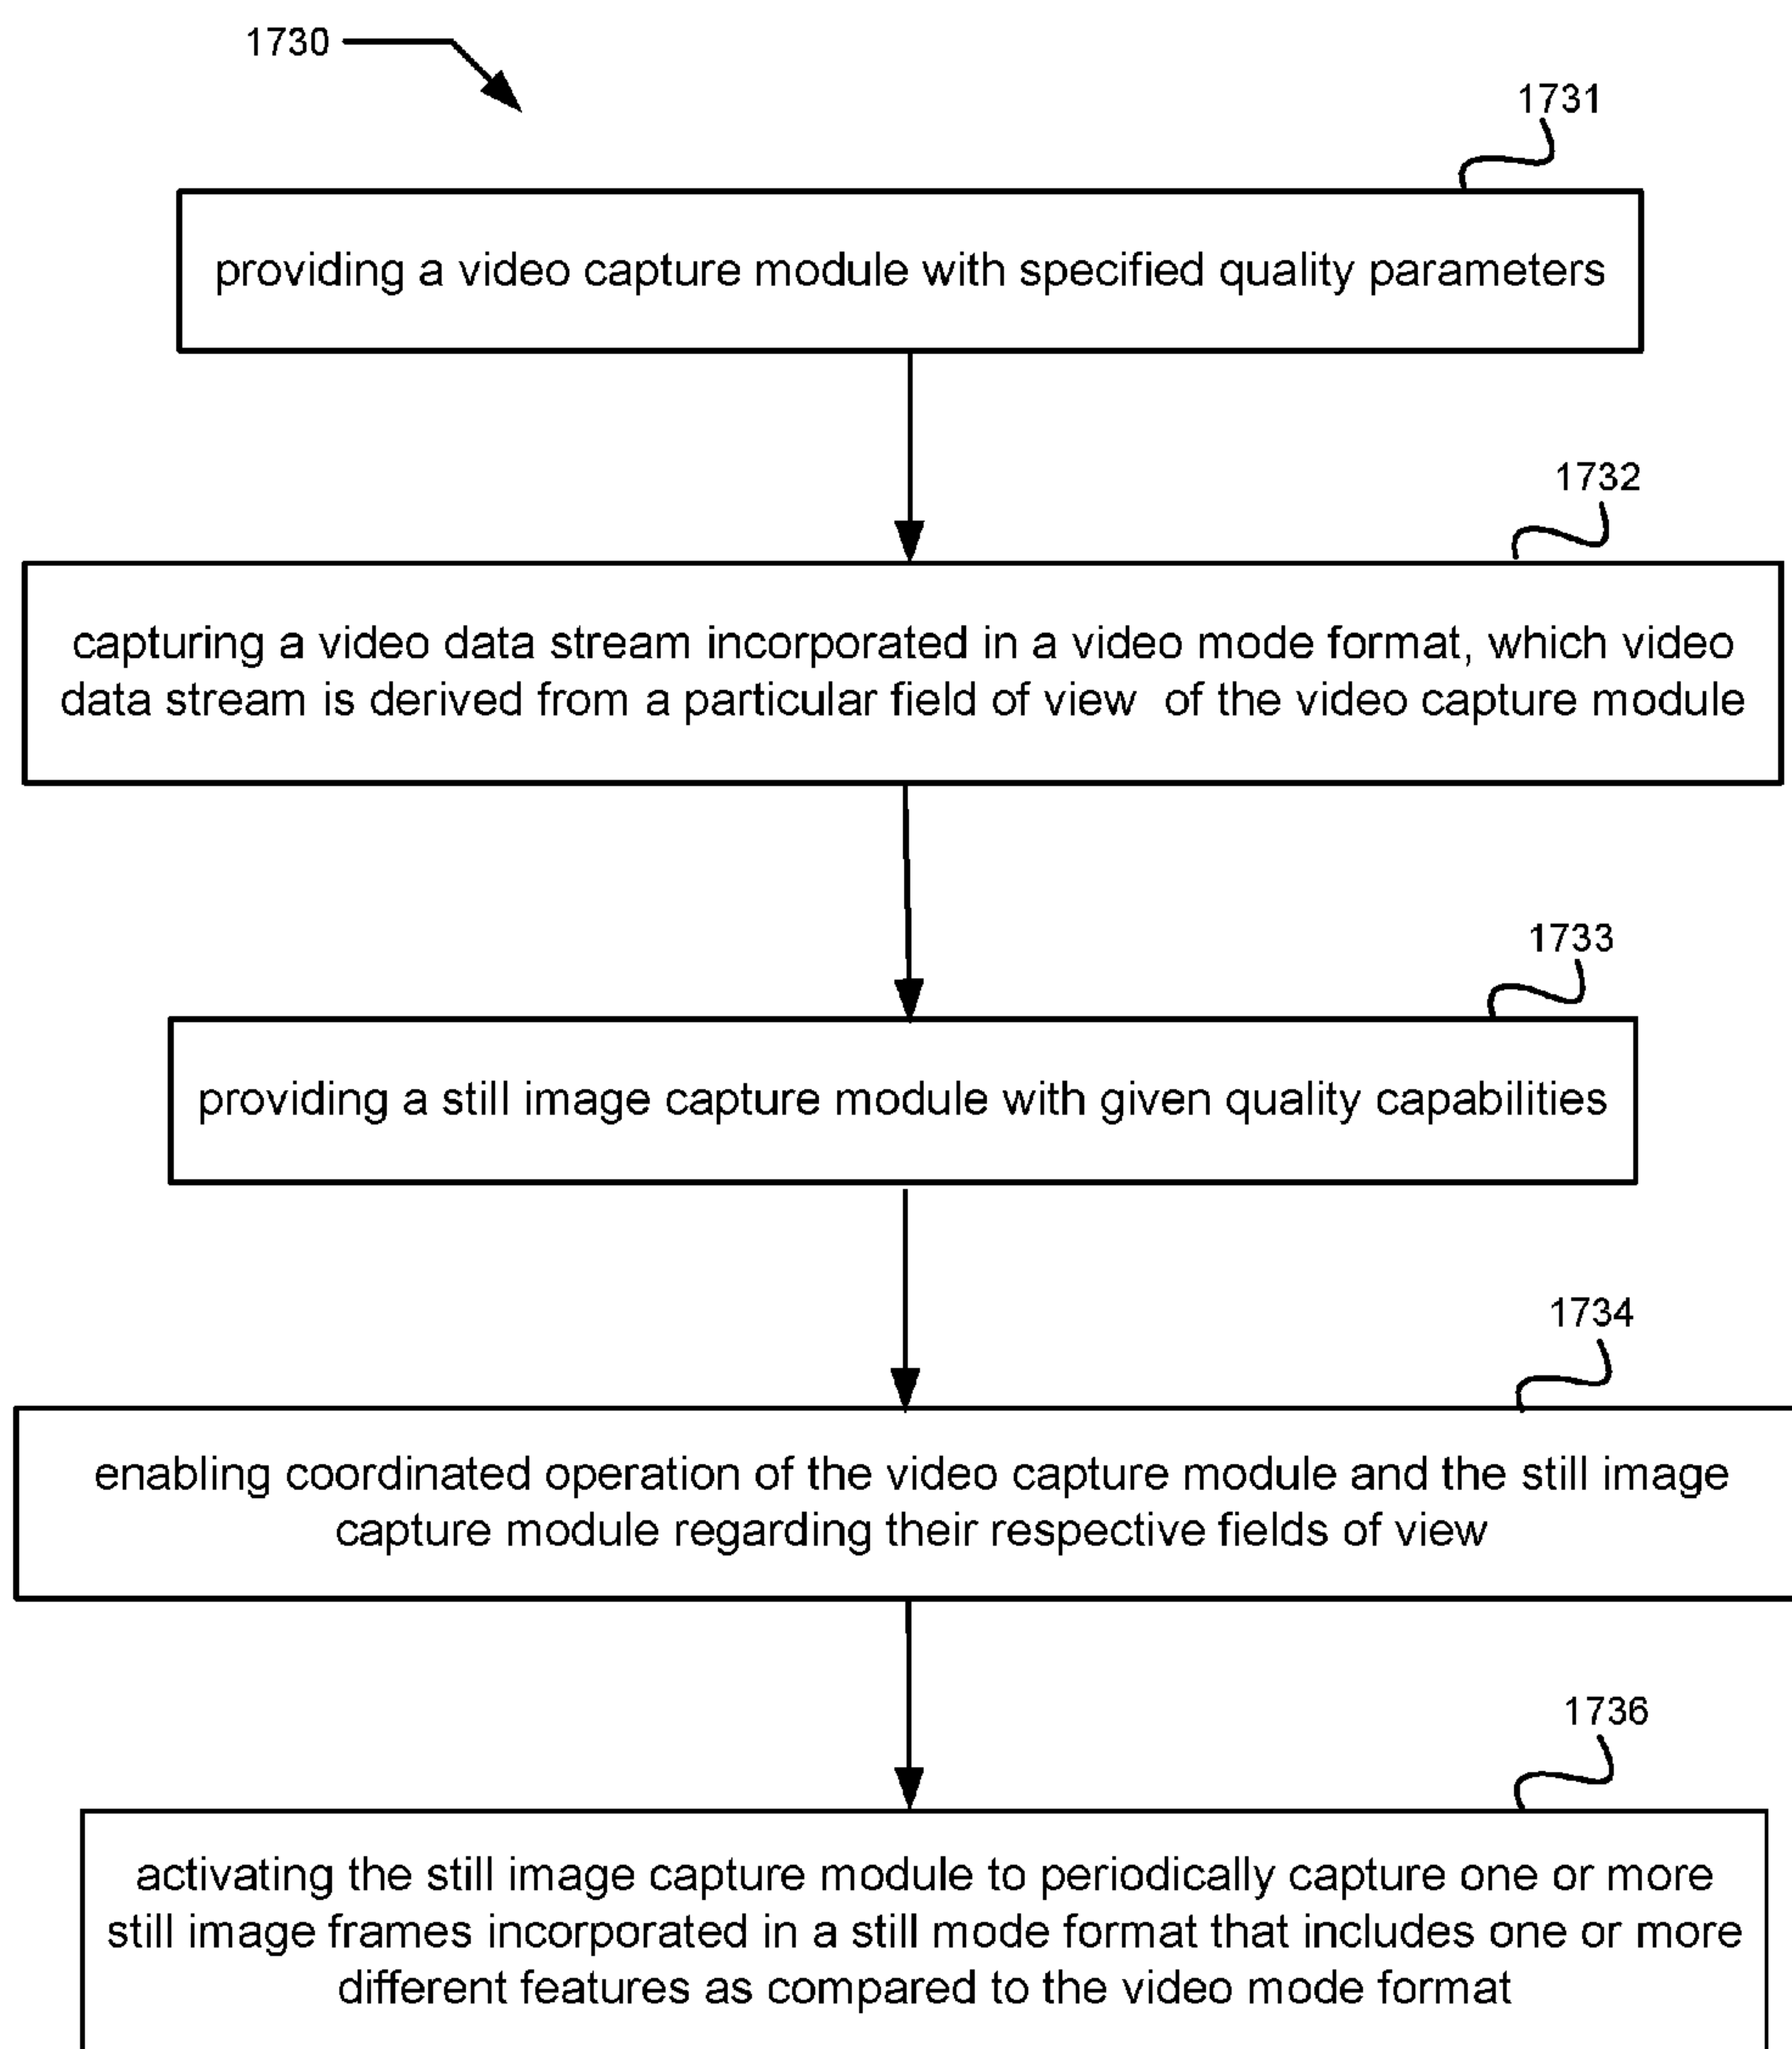 1730
1731
providing a video capture module with specified quality parameters
1732
capturing a video data stream incorporated in a video mode format, which video
data stream is derived from a particular field of view of the video capture module
1733
providing a still image capture module with given quality capabilities
1734
enabling coordinated operation of the video capture module and the still image
capture module regarding their respective fields of view
1736
activating the still image capture module to periodically capture one or more
still image frames incorporated in a still mode format that includes one or more
different features as compared to the video mode format